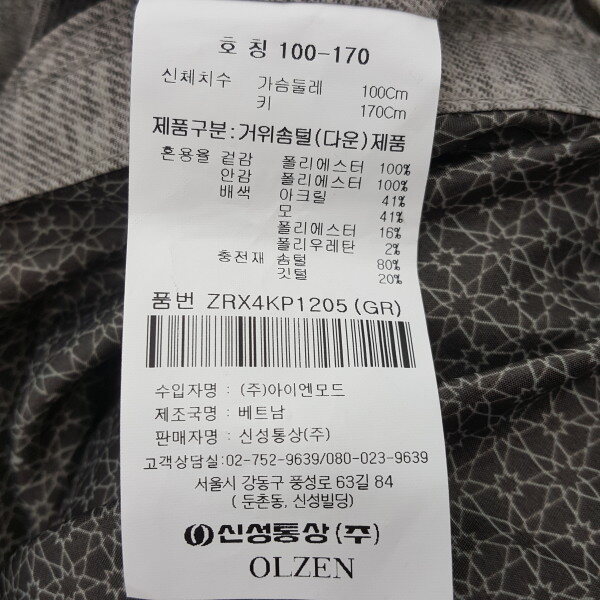 호 칭 100-170
신체치수 가슴둘레 100Cm
키 170Cm
제품구분:거위솜털(다운)제품
혼용율 겉감 폴리에스터 100%
안감 폴리에스터 100%
배색 아크릴 41%
모 41%
폴리에스터 16%
폴리우레탄 2%
충전재 솜털 80%
깃털 20%
품번 ZRX4KP1205(GR)
수입자명 : (주)아이엔모드
제조국명 : 베트남
판매자명 : 신성통상(주)
고객상담실:02-752-9639/080-023-9639
서울시 강동구 풍성로 63길 84
( 둔촌동, 신성빌딩)
신성통상(주)
OLZEN